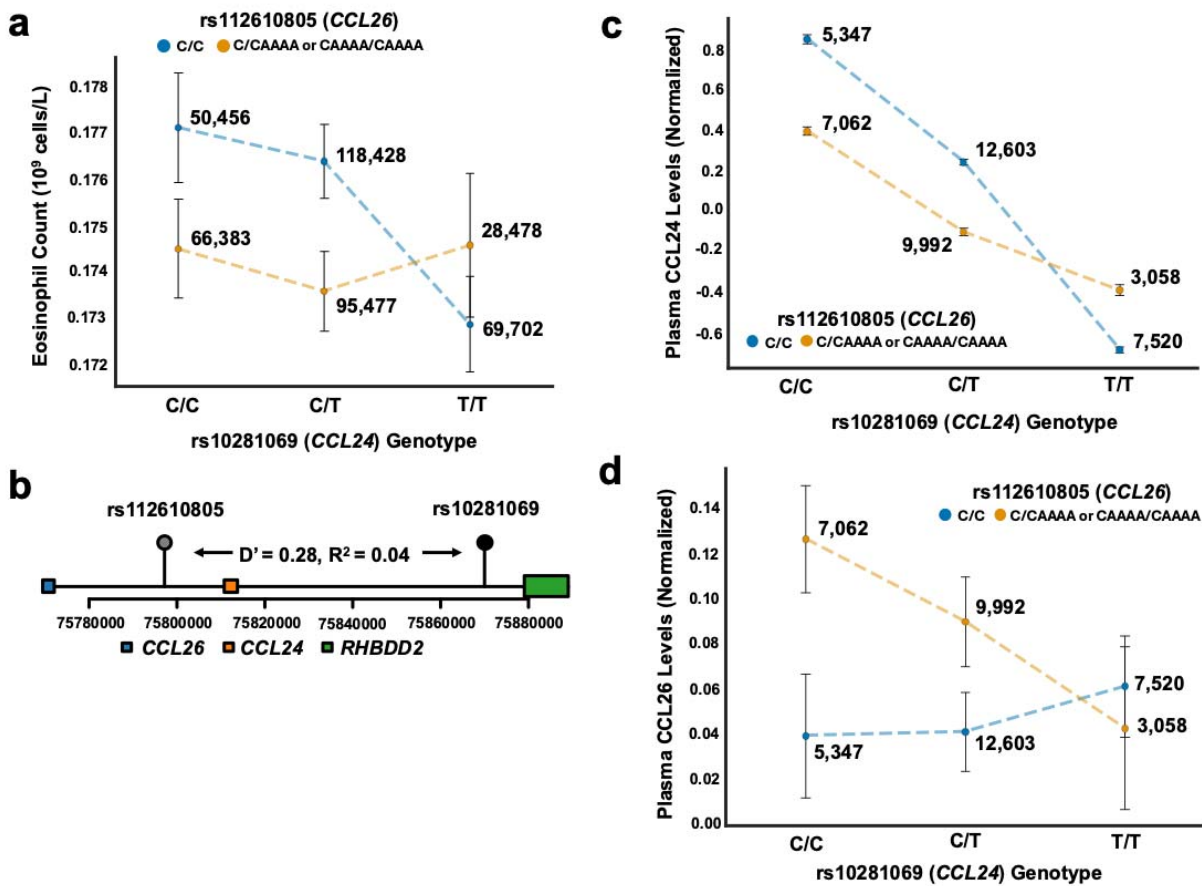 a
rs112610805 (CCL26)
C/C C/CAAAA or CAAAA/CAAAA
Eosinophil Count (10⁹ cells/L)
0.178
0.177
0.176
0.175
0.174
0.173
0.172
50,456
118,428
66,383
28,478
95,477
69,702
C/C C/T T/T
rs10281069 (CCL24) Genotype
b
rs112610805 rs10281069
D' = 0.28, R² = 0.04
75780000 75800000 75820000 75840000 75860000 75880000
CCL26 CCL24 RHBDD2
c
Plasma CCL24 Levels (Normalized)
0.8
0.6
0.4
0.2
0.0
-0.2
-0.4
-0.6
5,347
7,062
12,603
9,992
3,058
7,520
rs112610805 (CCL26)
C/C C/CAAAA or CAAAA/CAAAA
C/C C/T T/T
rs10281069 (CCL24) Genotype
d
rs112610805 (CCL26)
C/C C/CAAAA or CAAAA/CAAAA
Plasma CCL26 Levels (Normalized)
0.14
0.12
0.10
0.08
0.06
0.04
0.02
0.00
7,062
9,992
7,520
5,347
12,603
3,058
C/C C/T T/T
rs10281069 (CCL24) Genotype